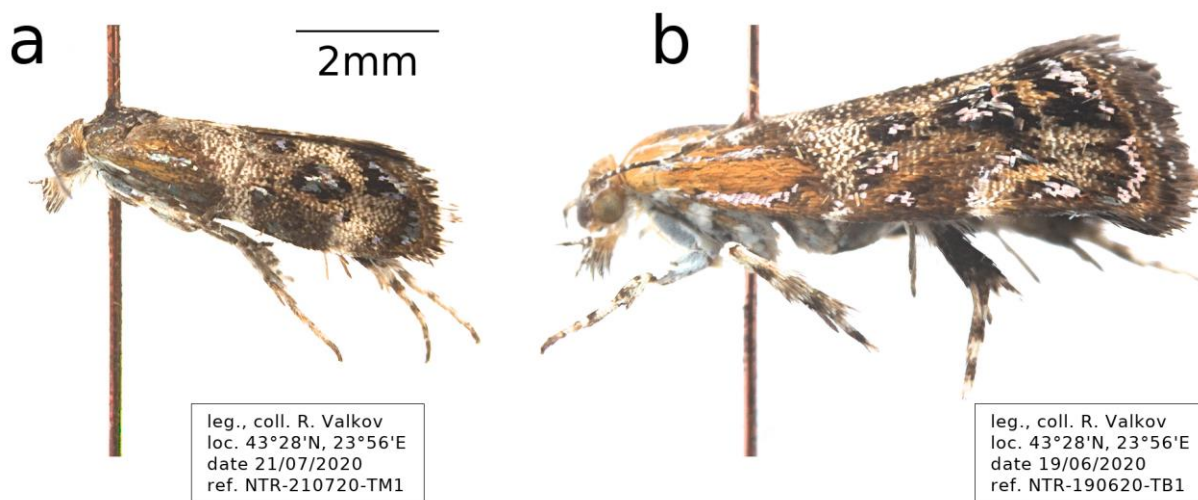 a
2mm
b
leg., coll. R. Valkov
loc. 43°28'N, 23°56'E
date 21/07/2020
ref. NTR-210720-TM1
leg., coll. R. Valkov
loc. 43°28'N, 23°56'E
date 19/06/2020
ref. NTR-190620-TB1